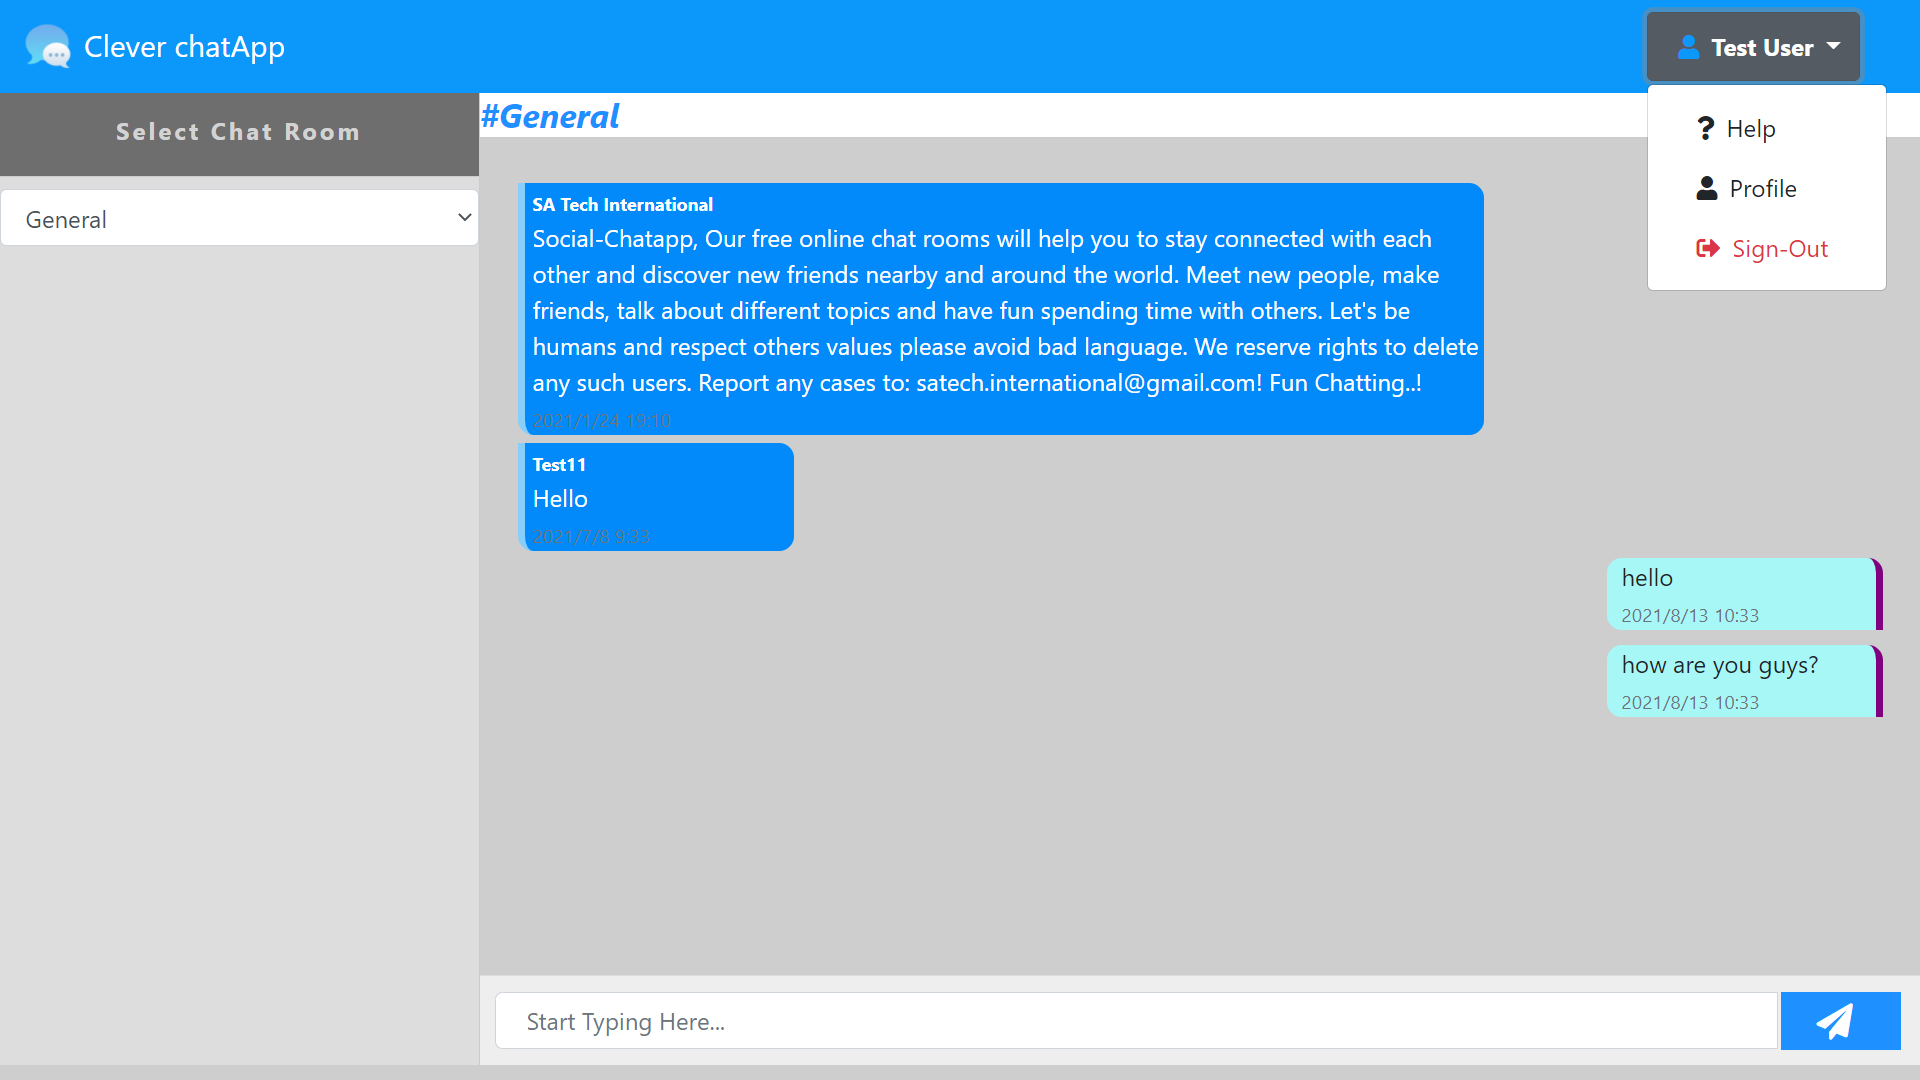 Clever chatApp
Test User
Help
Profile
Sign-Out
Select Chat Room
General
#General
SA Tech International
Social-Chatapp, Our free online chat rooms will help you to stay connected with each
other and discover new friends nearby and around the world. Meet new people, make
friends, talk about different topics and have fun spending time with others. Let's be
humans and respect others values please avoid bad language. We reserve rights to delete
any such users. Report any cases to: satech.international@gmail.com! Fun Chatting..!
2021/1/24 19:10
Test11
Hello
2021/7/8 9:33
hello
2021/8/13 10:33
how are you guys?
2021/8/13 10:33
Start Typing Here...